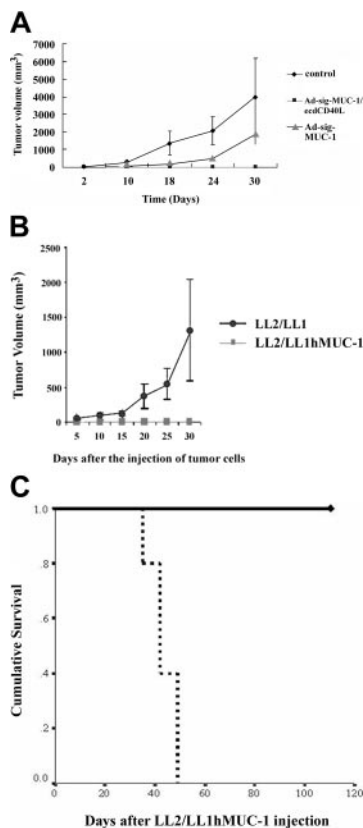 A
Tumor volume (mm³)
7000
6000
5000
4000
3000
2000
1000
0
2 10 18 24 30
Time (Days)
control
Ad-sig-MUC-1/
ecdCD40L
Ad-sig-
MUC-1
B
Tumor Volume (mm³)
2500
2000
1500
1000
500
0
5 10 15 20 25 30
Days after the injection of tumor cells
LL2/LL1
LL2/LL1hMUC-1
C
Cumulative Survival
1.0
.8
.4
.2
0.0
0 20 40 60 80 100 120
Days after LL2/LL1hMUC-1 injection